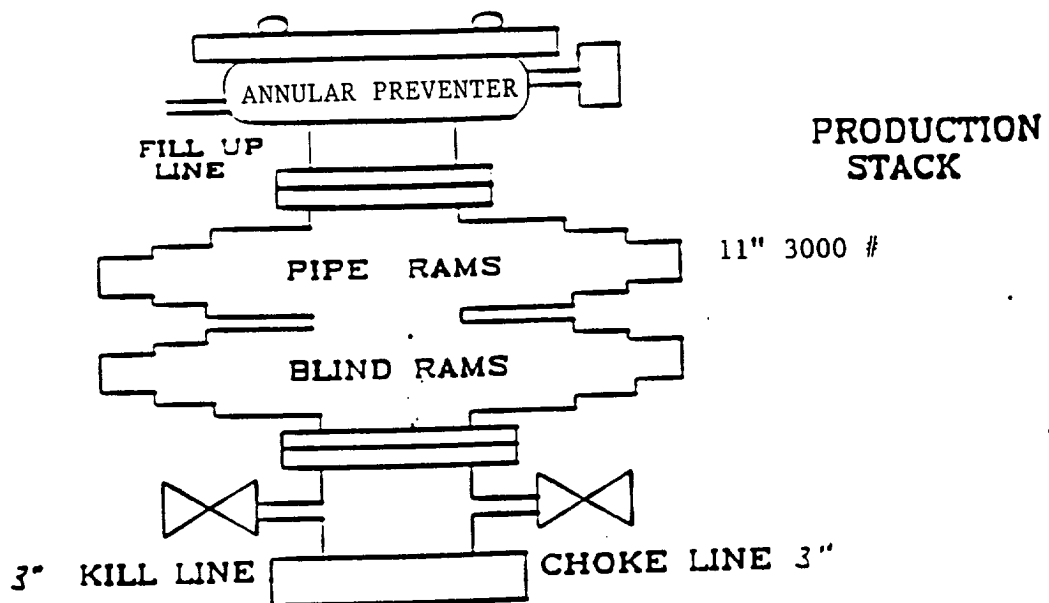 ANNULAR PREVENTER
FILL UP
LINE
PRODUCTION
STACK
11" 3000 #
PIPE RAMS
BLIND RAMS
3" KILL LINE
CHOKE LINE 3"